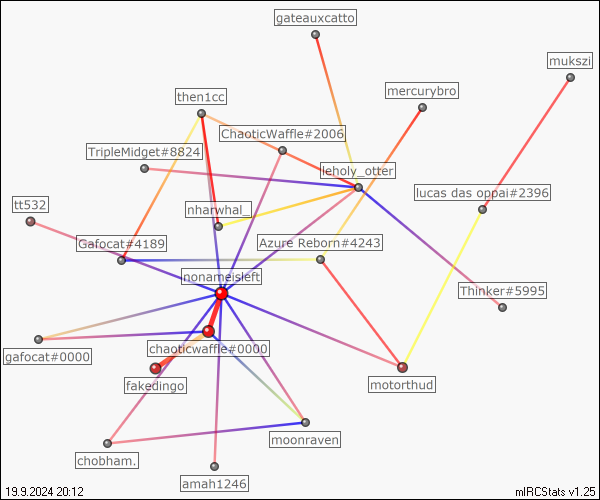 gateauxcatto
mukszi
mercurybro
then1cc
ChaoticWaffle#2006
TripleMidget#8824
leholy_otter
lucas das oppai#2396
tt532
nharwhal_
Gafocat#4189
Azure Reborn#4243
nonameisleft
Thinker#5995
chaoticwaffle#0000
gafocat#0000
fakedingo
motorthud
moonraven
chobham.
amah1246
19.9.2024 20:12
mIRCStats v1.25